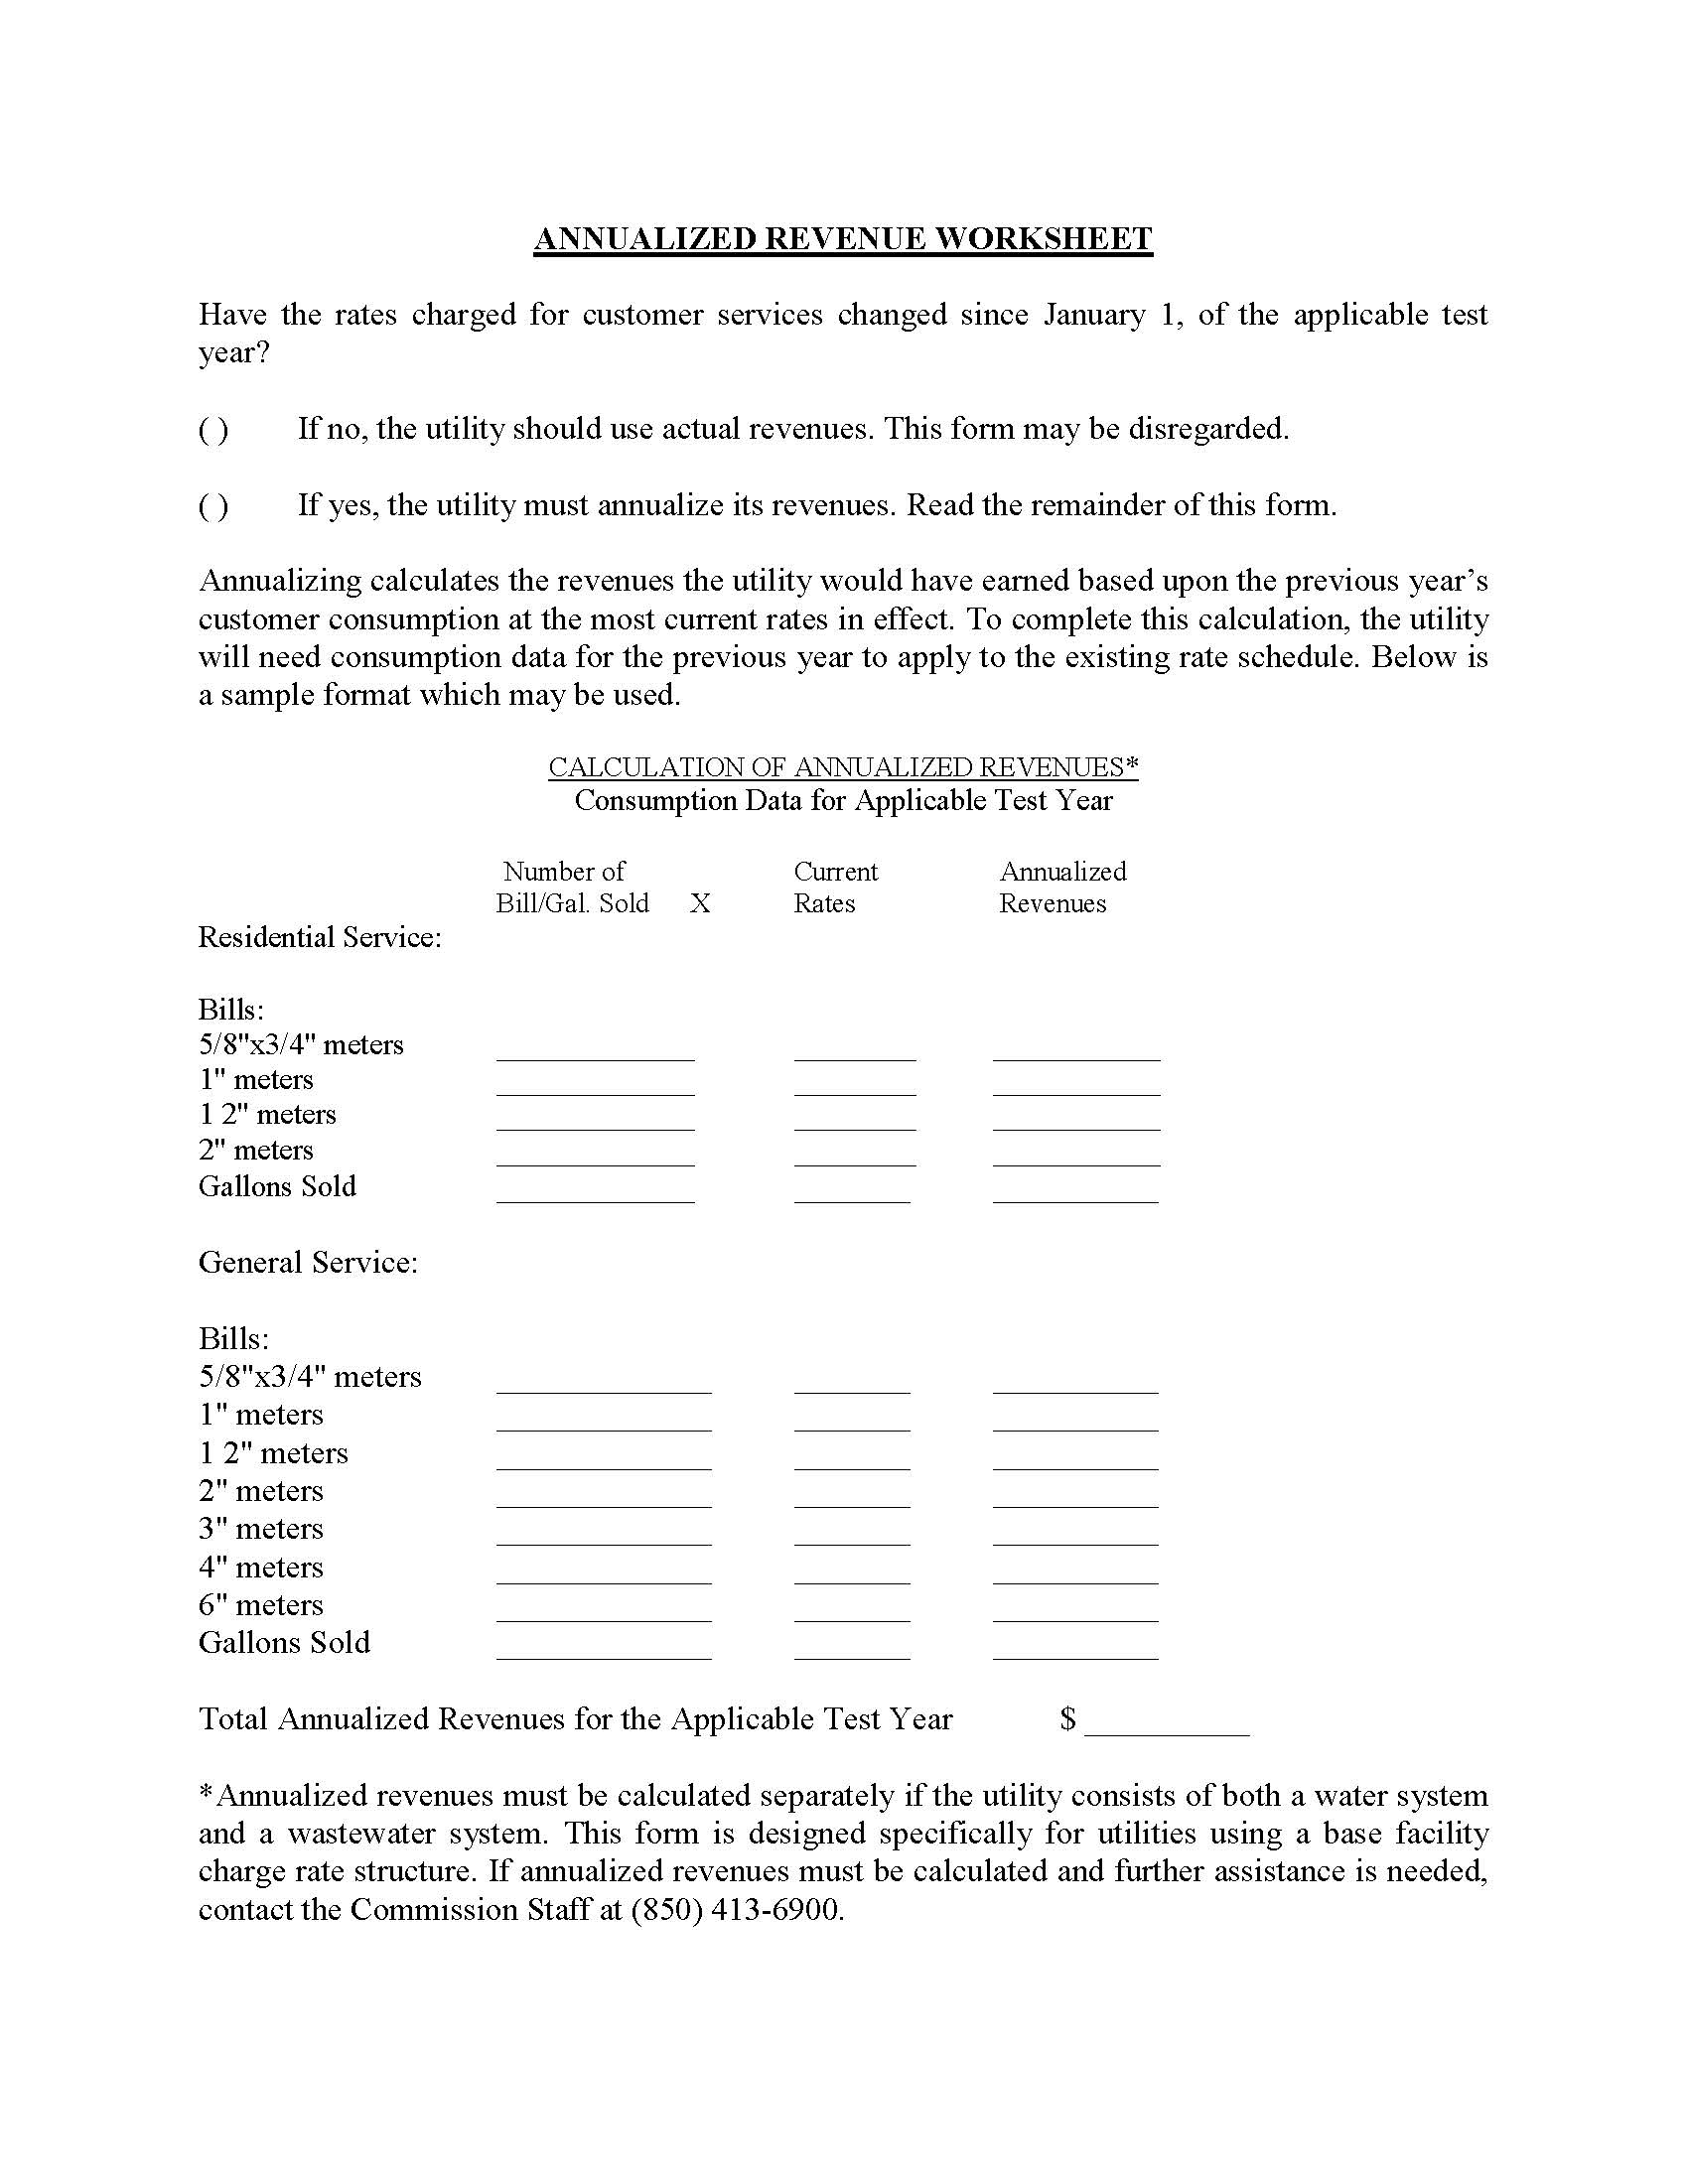 ANNUALIZED REVENUE WORKSHEET
Have the rates charged for customer services changed since January 1, of the applicable test
year?
( ) If no, the utility should use actual revenues. This form may be disregarded.
( ) If yes, the utility must annualize its revenues. Read the remainder of this form.
Annualizing calculates the revenues the utility would have earned based upon the previous year’s
customer consumption at the most current rates in effect. To complete this calculation, the utility
will need consumption data for the previous year to apply to the existing rate schedule. Below is
a sample format which may be used.
CALCULATION OF ANNUALIZED REVENUES*
Consumption Data for Applicable Test Year
Number of Current Annualized
Bill/Gal. Sold X Rates Revenues
Residential Service:
Bills:
5/8"x3/4" meters
1" meters
1 2" meters
2" meters
Gallons Sold
General Service:
Bills:
5/8"x3/4" meters
1" meters
1 2" meters
2" meters
3" meters
4" meters
6" meters
Gallons Sold
Total Annualized Revenues for the Applicable Test Year $
*Annualized revenues must be calculated separately if the utility consists of both a water system
and a wastewater system. This form is designed specifically for utilities using a base facility
charge rate structure. If annualized revenues must be calculated and further assistance is needed,
contact the Commission Staff at (850) 413-6900.